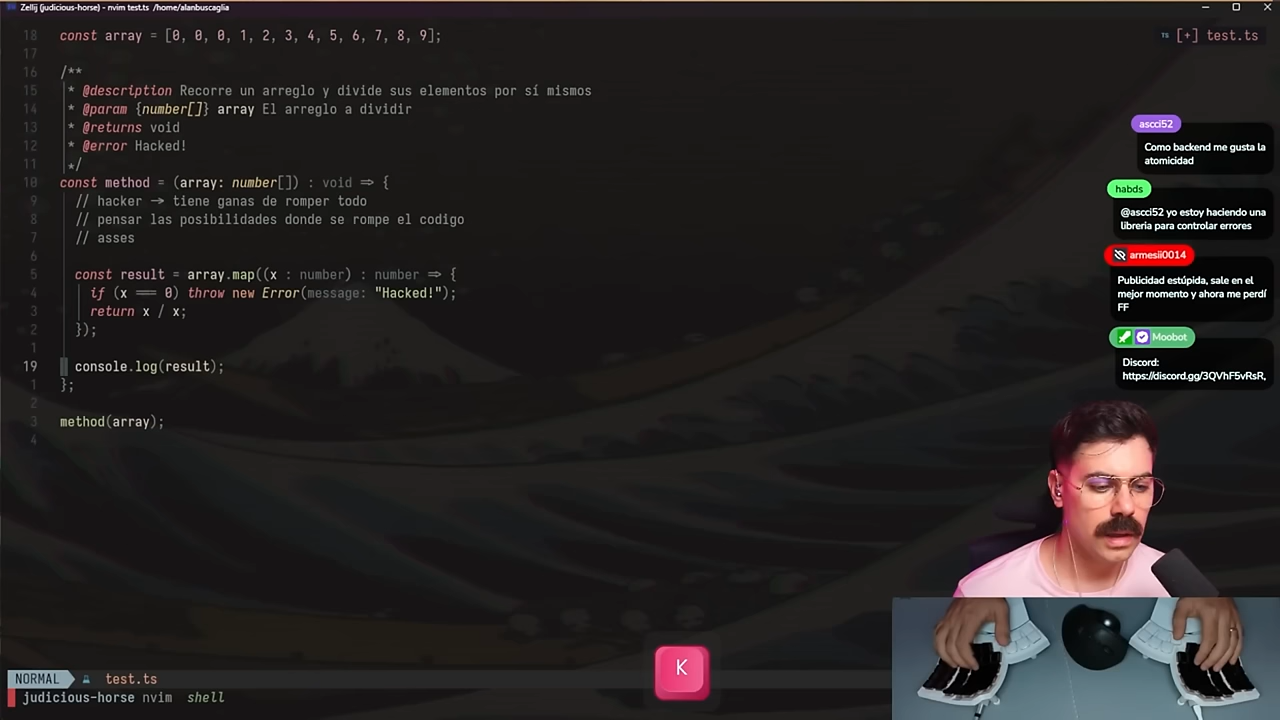 Zellij (judicious-horse) - nvim test.ts /home/alanbuscaglia
18 const array = [0, 0, 0, 1, 2, 3, 4, 5, 6, 7, 8, 9];
TS [+] test.ts
17
16 /**
15 * @description Recorre un arreglo y divide sus elementos por sí mismos
14 * @param {number[]} array El arreglo a dividir
13 * @returns void
12 * @error Hacked!
11 */
10 const method = (array: number[]) : void => {
9 // hacker -> tiene ganas de romper todo
8 // pensar las posibilidades donde se rompe el codigo
7 // asses
6
5 const result = array.map((x : number) : number => {
4 if (x === 0) throw new Error(message: "Hacked!");
3 return x / x;
2 });
1
19 console.log(result);
1 };
2
3 method(array);
4
ascci52
Como backend me gusta la
atomicidad
habds
@ascci52 yo estoy haciendo una
libreria para controlar errores
armesii0014
Publicidad estúpida, sale en el
mejor momento y ahora me perdí
FF
Moobot
Discord:
https://discord.gg/3QVhF5vRsR,
K
NORMAL test.ts
judicious-horse nvim shell